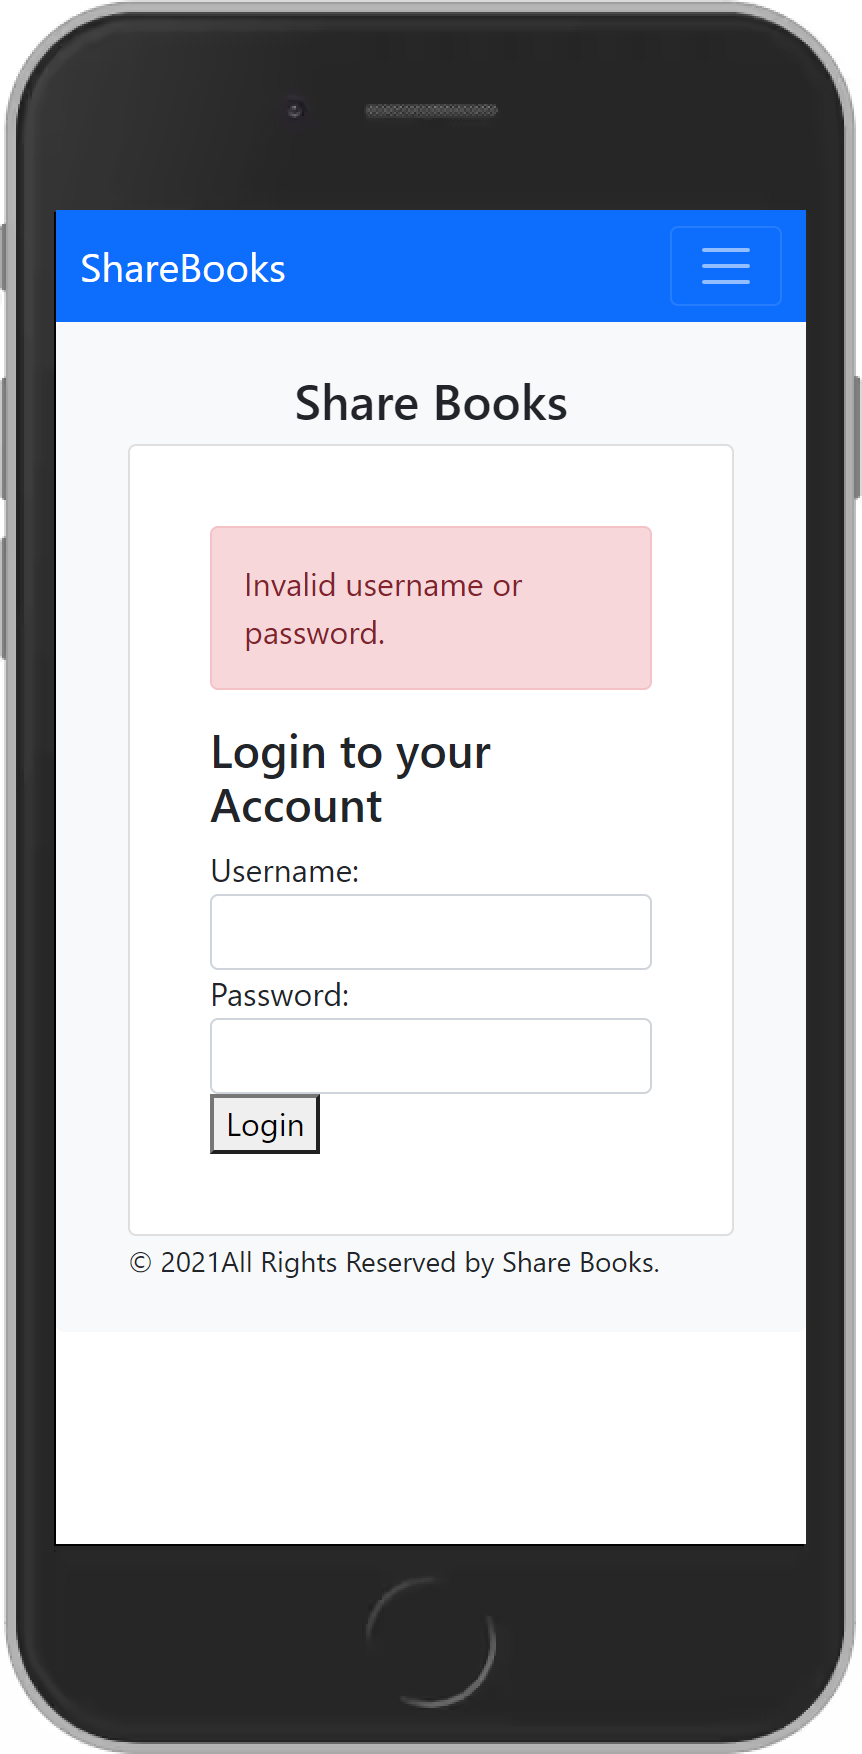 ShareBooks
Share Books
Invalid username or
password.
Login to your
Account
Username:
Password:
Login
© 2021All Rights Reserved by Share Books.